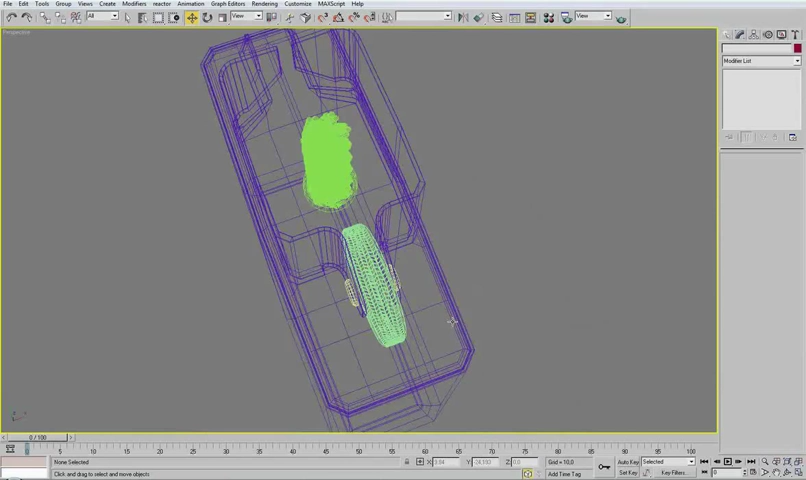 File Edit Tools Group Views Create Modifiers reactor Animation Graph Editors Rendering Customize MAXScript Help
All View View
Perspective
Modifier List
0 / 100
5 10 15 20 25 30 35 40 45 50 55 60 65 70 75 80 85 90 95 100
None Selected X: Y: Z: 0.0 Grid = 10.0 Auto Key Selected
Click and drag to select and move objects Add Time Tag Set Key Key Filters... 0